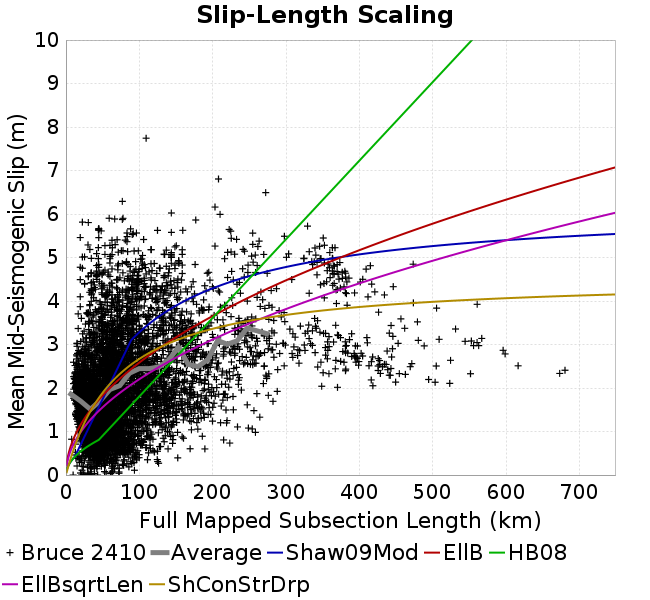 Slip-Length Scaling
Mean Mid-Seismogenic Slip (m)
10
9
8
7
6
5
4
3
2
1
0
0 100 200 300 400 500 600 700
Full Mapped Subsection Length (km)
Bruce 2410 Average Shaw09Mod EllB HB08
EllBsqrtLen ShConStrDrp